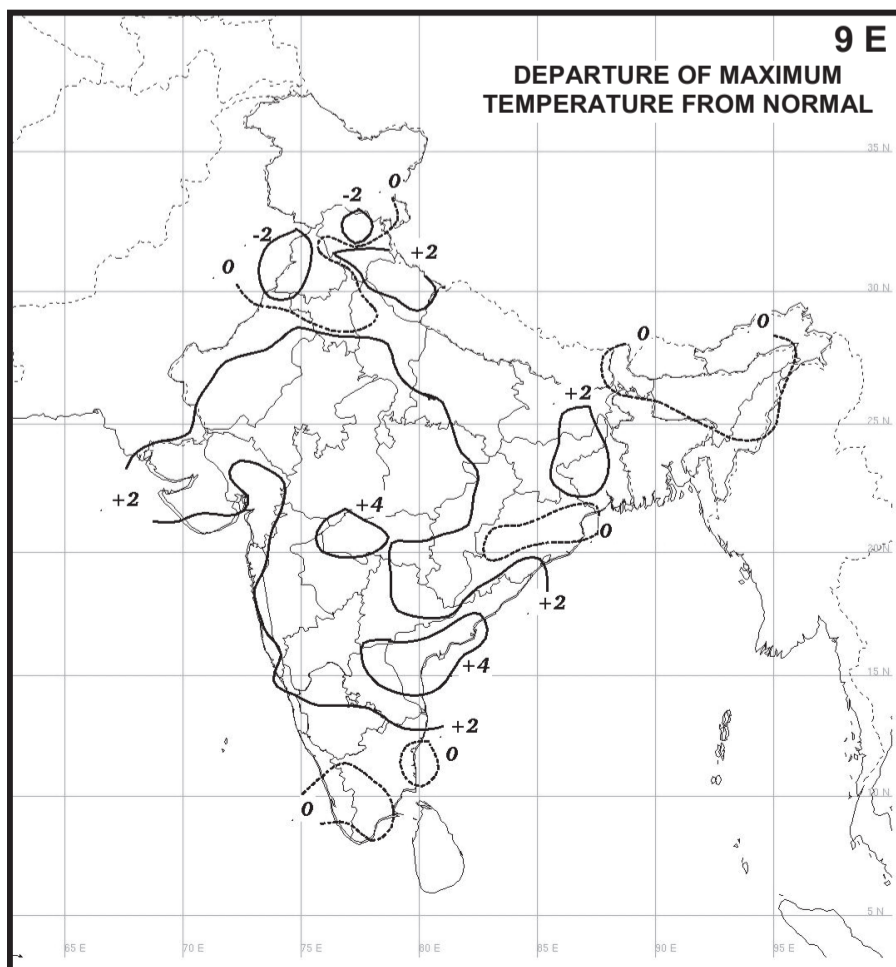 9 E
DEPARTURE OF MAXIMUM
TEMPERATURE FROM NORMAL
35 N
-2
0
-2
+2
0
30 N
0
0
+2
25 N
+2
+4
20 N
0
+2
+4
15 N
+2
0
10 N
0
5 N
65 E
70 E
75 E
80 E
85 E
90 E
95 E